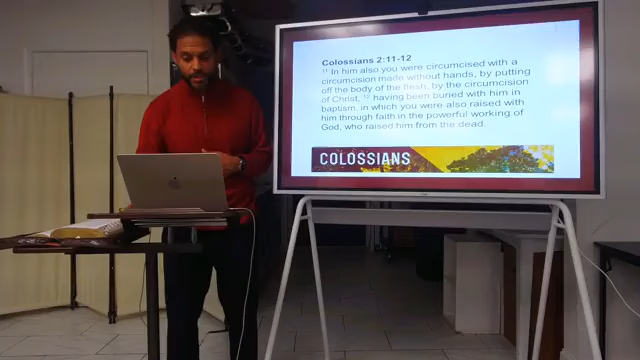 Colossians 2:11-12
11 In him also you were circumcised with a
circumcision made without hands, by putting
off the body of the flesh, by the circumcision
of Christ, 12 having been buried with him in
baptism, in which you were also raised with
him through faith in the powerful working of
God, who raised him from the dead.
COLOSSIANS